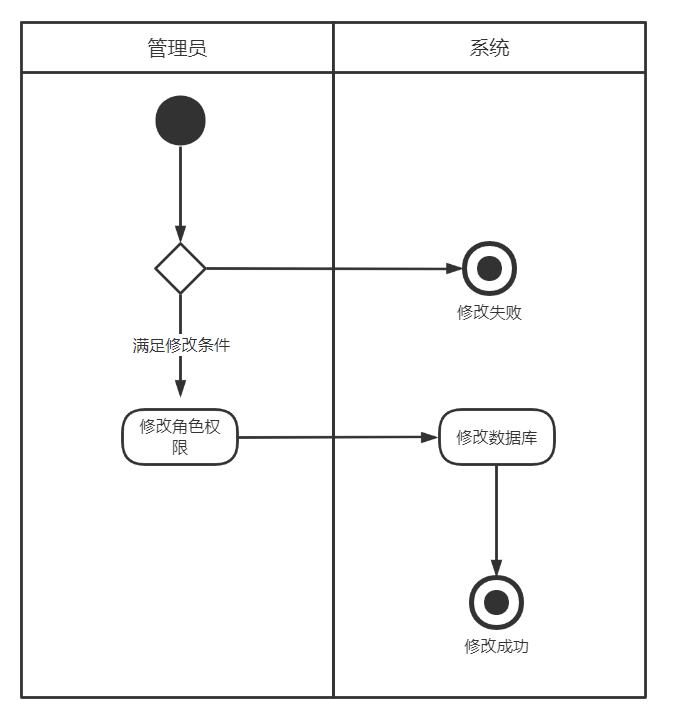 管理员
系统
修改失败
满足修改条件
修改角色权
限
修改数据库
修改成功